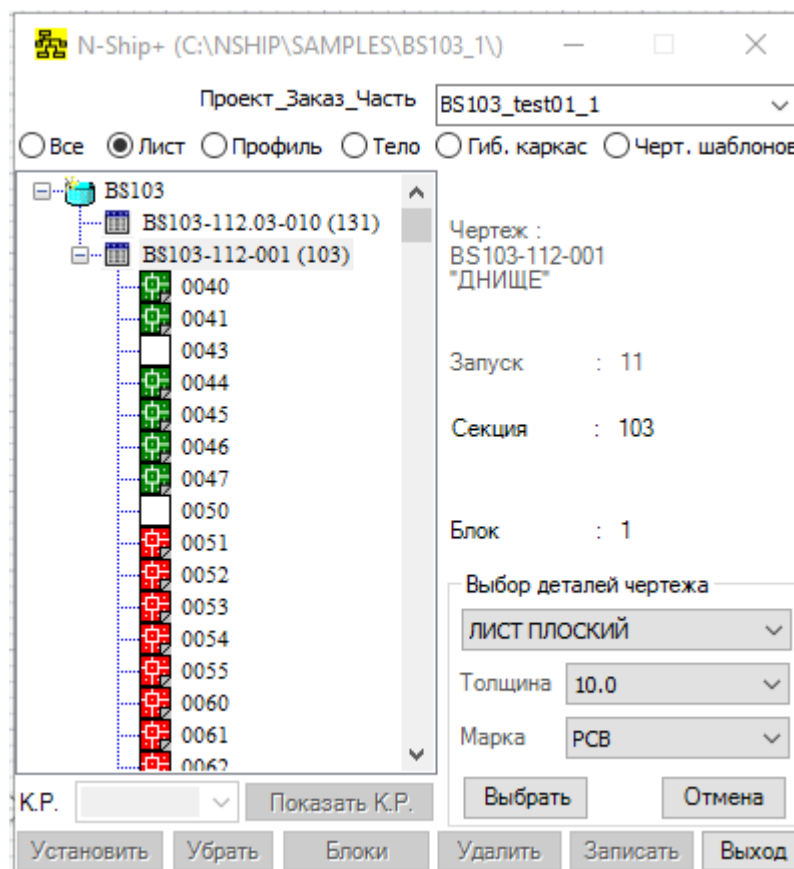 N-Ship+ (C:\NSHIP\SAMPLES\BS103_1\)
Проект_Заказ_Часть BS103_test01_1
Все Лист Профиль Тело Гиб. каркас Черт. шаблонов
BS103
BS103-112.03-010 (131)
BS103-112-001 (103)
0040
0041
0043
0044
0045
0046
0047
0050
0051
0052
0053
0054
0055
0060
0061
0062
Чертеж :
BS103-112-001
"ДНИЩЕ"
Запуск : 11
Секция : 103
Блок : 1
Выбор деталей чертежа
ЛИСТ ПЛОСКИЙ
Толщина 10.0
Марка РСВ
Выбрать Отмена
К.Р. Показать К.Р.
Установить Убрать Блоки Удалить Записать Выход